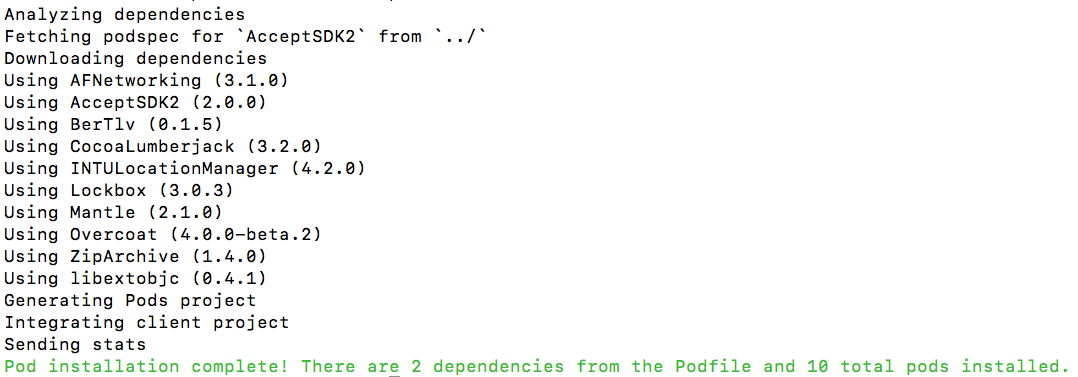 Analyzing dependencies
Fetching podspec for `AcceptSDK2` from `../`
Downloading dependencies
Using AFNetworking (3.1.0)
Using AcceptSDK2 (2.0.0)
Using BerTlv (0.1.5)
Using CocoaLumberjack (3.2.0)
Using INTULocationManager (4.2.0)
Using Lockbox (3.0.3)
Using Mantle (2.1.0)
Using Overcoat (4.0.0-beta.2)
Using ZipArchive (1.4.0)
Using libextobjc (0.4.1)
Generating Pods project
Integrating client project
Sending stats
Pod installation complete! There are 2 dependencies from the Podfile and 10 total pods installed.